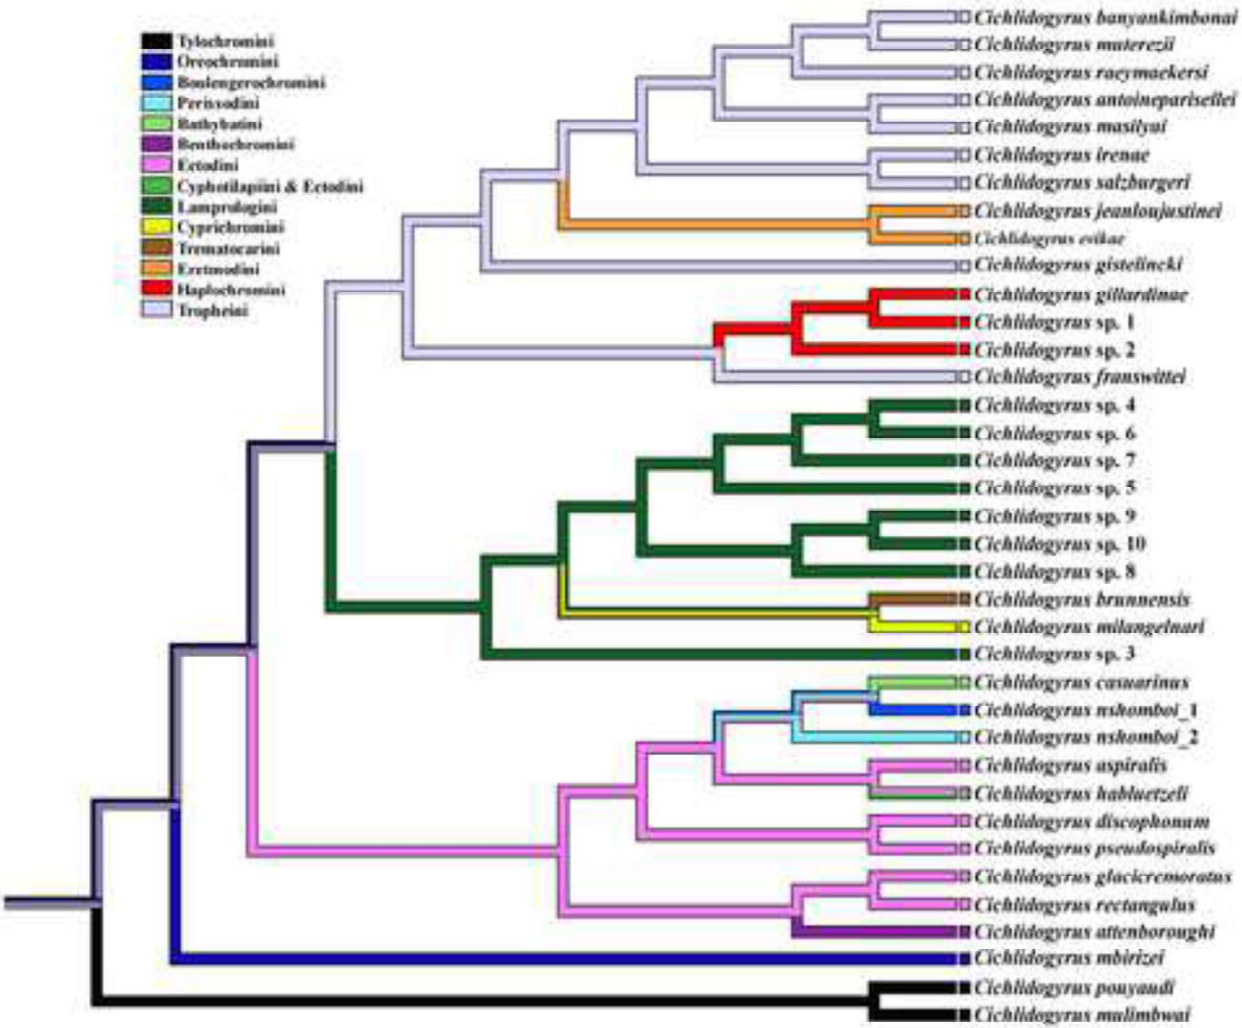 Tylochromini
Oreochromini
Boulengerochromini
Perissodini
Bathybatini
Benthochromini
Ectodini
Cyphotilapiini & Ectodini
Lamprologini
Cyprichromini
Trematocarini
Eretmodini
Haplochromini
Tropheini
Cichlidogyrus banyankimbonai
Cichlidogyrus muterezii
Cichlidogyrus raeymaekersi
Cichlidogyrus antoineparisellei
Cichlidogyrus masilyai
Cichlidogyrus irenae
Cichlidogyrus salzburgeri
Cichlidogyrus jeanloujustinei
Cichlidogyrus evikae
Cichlidogyrus gistelincki
Cichlidogyrus gillardinae
Cichlidogyrus sp. 1
Cichlidogyrus sp. 2
Cichlidogyrus franswittei
Cichlidogyrus sp. 4
Cichlidogyrus sp. 6
Cichlidogyrus sp. 7
Cichlidogyrus sp. 5
Cichlidogyrus sp. 9
Cichlidogyrus sp. 10
Cichlidogyrus sp. 8
Cichlidogyrus brunnensis
Cichlidogyrus milangelnari
Cichlidogyrus sp. 3
Cichlidogyrus casuarinus
Cichlidogyrus nshomboi_1
Cichlidogyrus nshomboi_2
Cichlidogyrus aspiralis
Cichlidogyrus habluetzeli
Cichlidogyrus discophonum
Cichlidogyrus pseudospiralis
Cichlidogyrus glacicremoratus
Cichlidogyrus rectangulus
Cichlidogyrus attenboroughi
Cichlidogyrus mbirizei
Cichlidogyrus pouyaudi
Cichlidogyrus mulimbwai